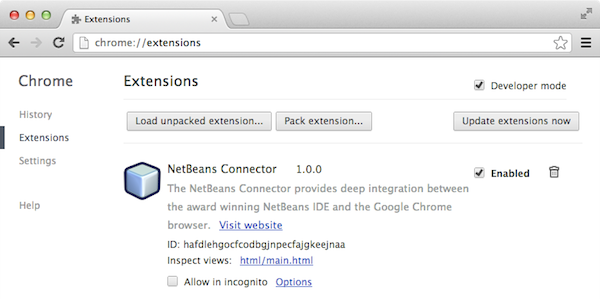 Extensions
chrome://extensions
Chrome
Extensions
Developer mode
History
Load unpacked extension... Pack extension... Update extensions now
Extensions
Settings
NetBeans Connector 1.0.0
Enabled
The NetBeans Connector provides deep integration between
the award winning NetBeans IDE and the Google Chrome
browser. Visit website
Help
ID: hafdlehgocfcodbgjnpecfajgkeejnaa
Inspect views: html/main.html
Allow in incognito Options